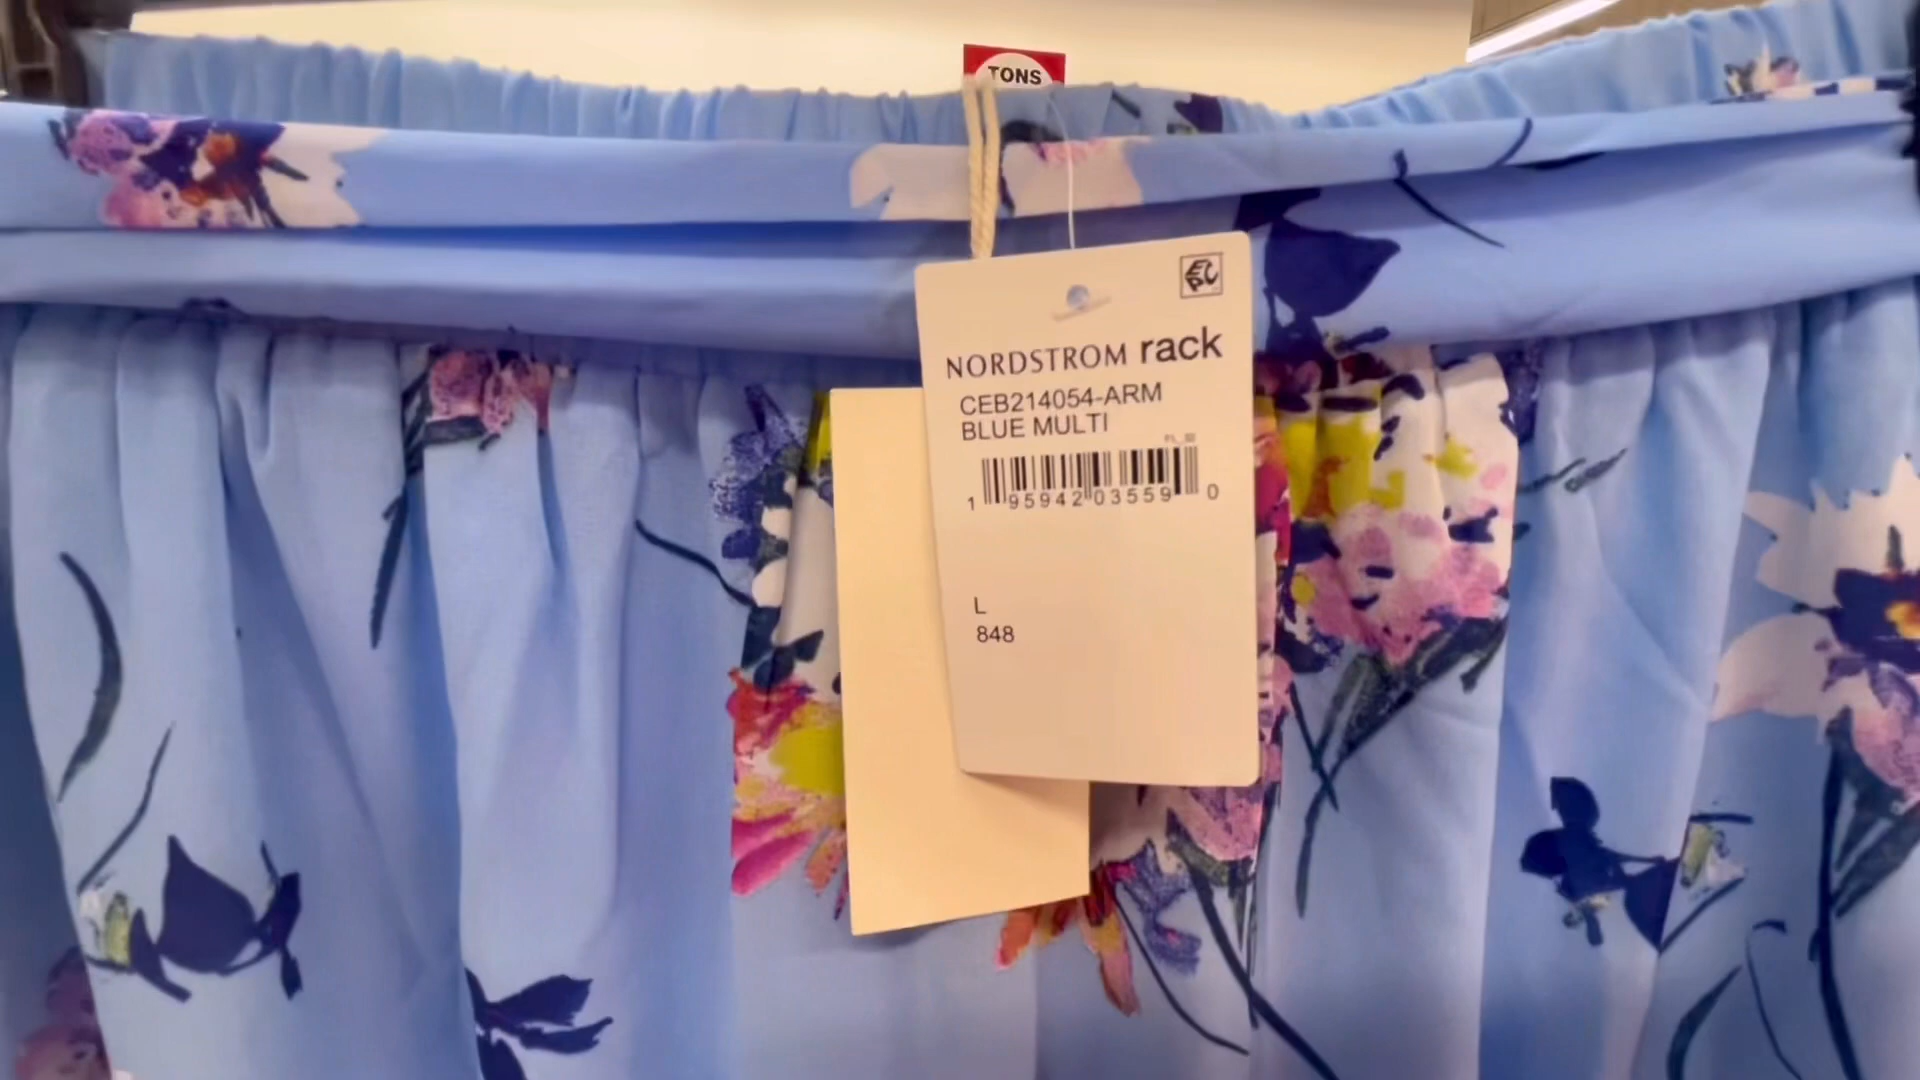 TONS
NORDSTROM rack
CEB214054-ARM
BLUE MULTI
1 95942 03559 0
L
848